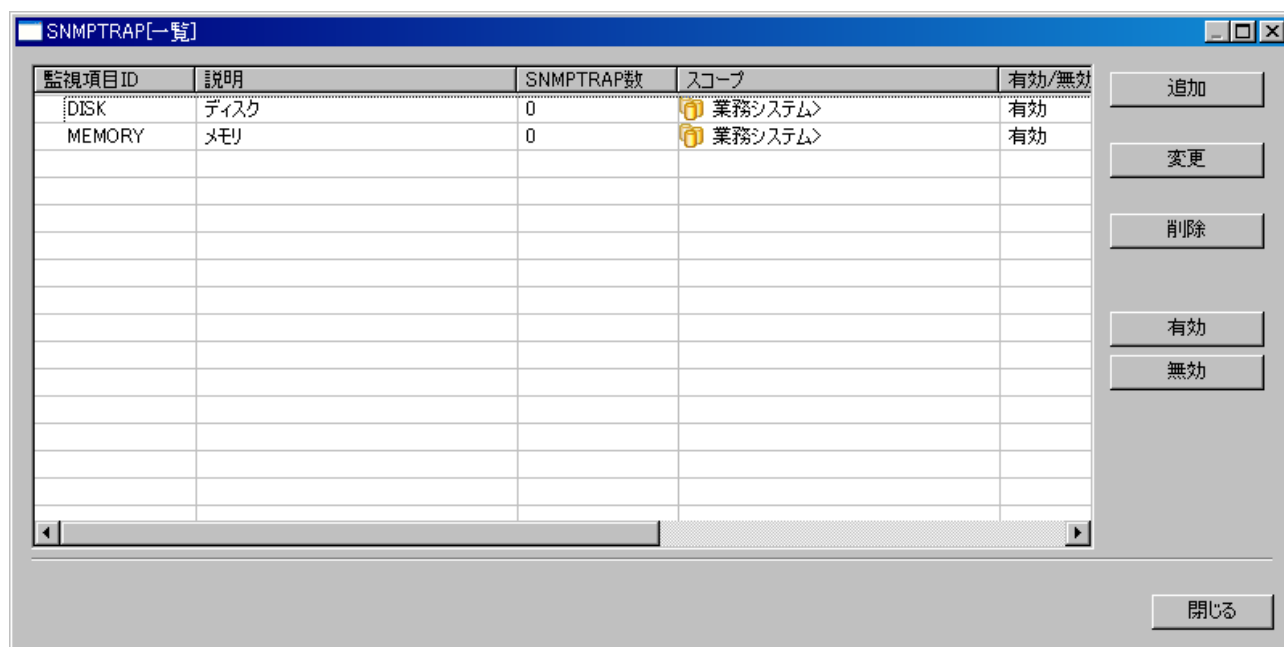 SNMPTRAP[一覧]
監視項目ID 説明 SNMPTRAP数 スコープ 有効/無効 追加
DISK ディスク 0 業務システム> 有効
MEMORY メモリ 0 業務システム> 有効
変更
削除
有効
無効
閉じる